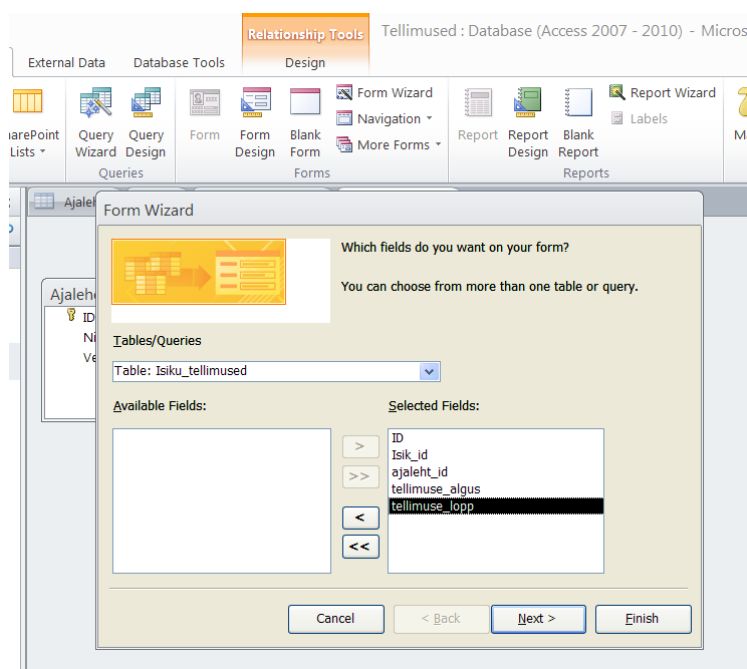 Relationship Tools
Tellimused : Database (Access 2007 - 2010) - Micros
External Data
Database Tools
Design
SharePoint Lists
Query Wizard
Query Design
Form
Form Design
Blank Form
Form Wizard
Navigation
More Forms
Report
Report Design
Blank Report
Report Wizard
Labels
Queries
Forms
Reports
Form Wizard
Which fields do you want on your form?
You can choose from more than one table or query.
Tables/Queries
Table: Isiku_tellimused
Available Fields:
Selected Fields:
>
>>
<
<<
ID
Isik_id
ajaleht_id
tellimuse_algus
tellimuse_lopp
Cancel
< Back
Next >
Finish
Ajaleh
ID
Ni
Ve